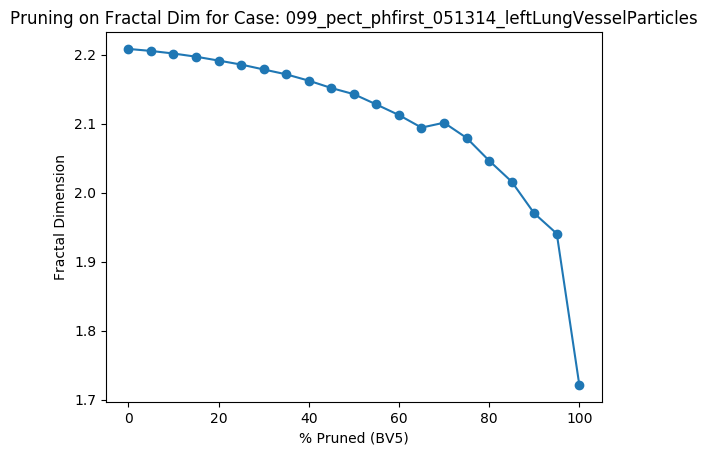 Pruning on Fractal Dim for Case: 099_pect_phfirst_051314_leftLungVesselParticles
2.2
2.1
2.0
1.9
1.8
1.7
Fractal Dimension
0 20 40 60 80 100
% Pruned (BV5)